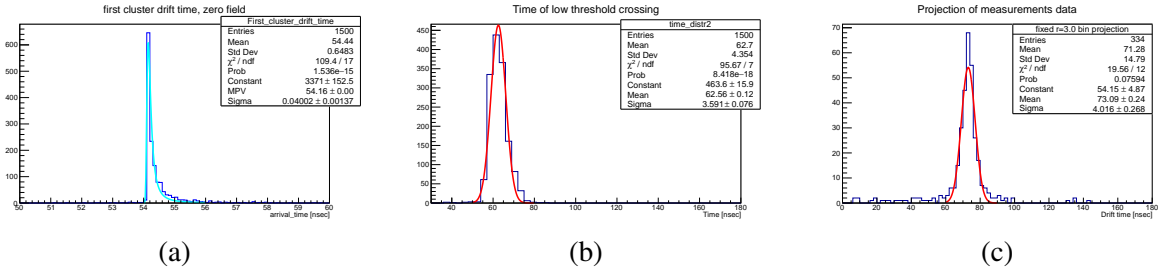 first cluster drift time, zero field
First_cluster_drift_time
Entries 1500
Mean 54.44
Std Dev 0.6483
χ² / ndf 109.4 / 17
Prob 1.536e−15
Constant 3371 ± 152.5
MPV 54.16 ± 0.00
Sigma 0.04002 ± 0.00137
600
500
400
300
200
100
0
50 51 52 53 54 55 56 57 58 59 60
arrival_time [nsec]
(a)
Time of low threshold crossing
time_distr2
Entries 1500
Mean 62.7
Std Dev 4.354
χ² / ndf 95.67 / 7
Prob 8.418e−18
Constant 463.6 ± 15.9
Mean 62.56 ± 0.12
Sigma 3.591 ± 0.076
450
400
350
300
250
200
150
100
50
0
40 60 80 100 120 140 160 180
Time [nsec]
(b)
Projection of measurements data
fixed r=3.0 bin projection
Entries 334
Mean 71.28
Std Dev 14.79
χ² / ndf 19.56 / 12
Prob 0.07594
Constant 54.15 ± 4.87
Mean 73.09 ± 0.24
Sigma 4.016 ± 0.268
70
60
50
40
30
20
10
0
0 20 40 60 80 100 120 140 160 180
Drift time [nsec]
(c)